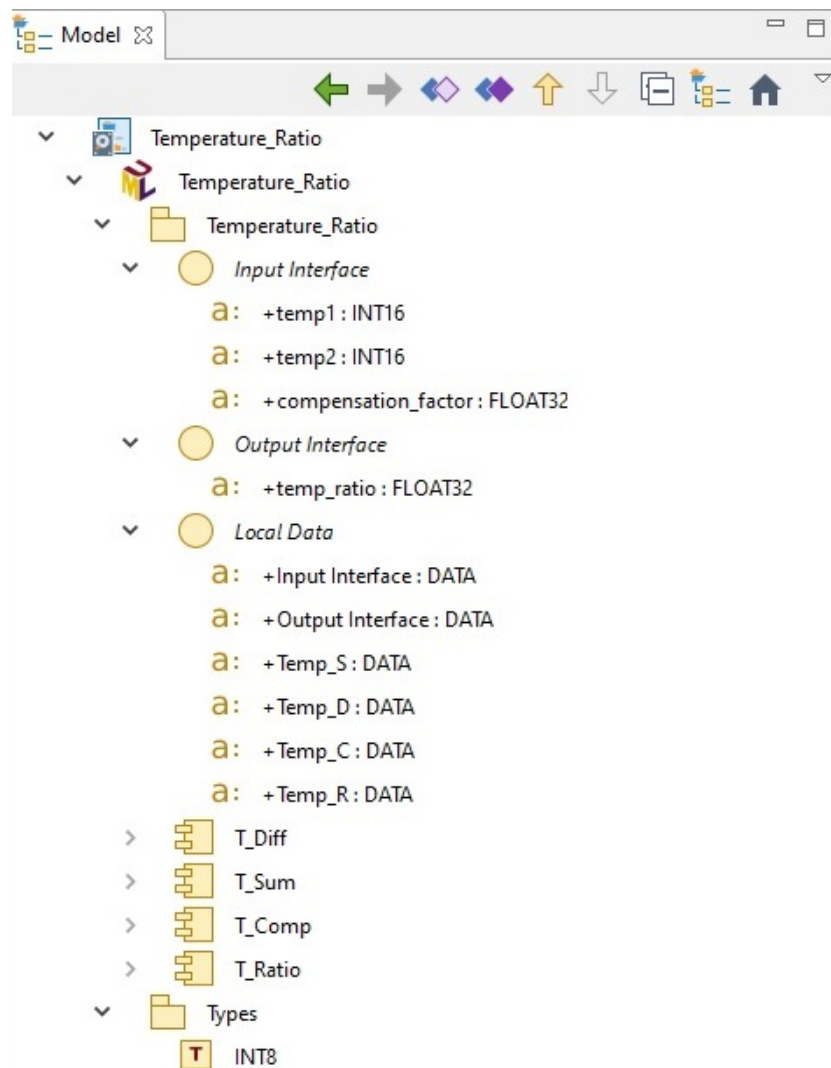 Model
Temperature_Ratio
Temperature_Ratio
Temperature_Ratio
Input Interface
a: +temp1 : INT16
a: +temp2 : INT16
a: +compensation_factor : FLOAT32
Output Interface
a: +temp_ratio : FLOAT32
Local Data
a: +Input Interface : DATA
a: +Output Interface : DATA
a: +Temp_S : DATA
a: +Temp_D : DATA
a: +Temp_C : DATA
a: +Temp_R : DATA
T_Diff
T_Sum
T_Comp
T_Ratio
Types
T INT8